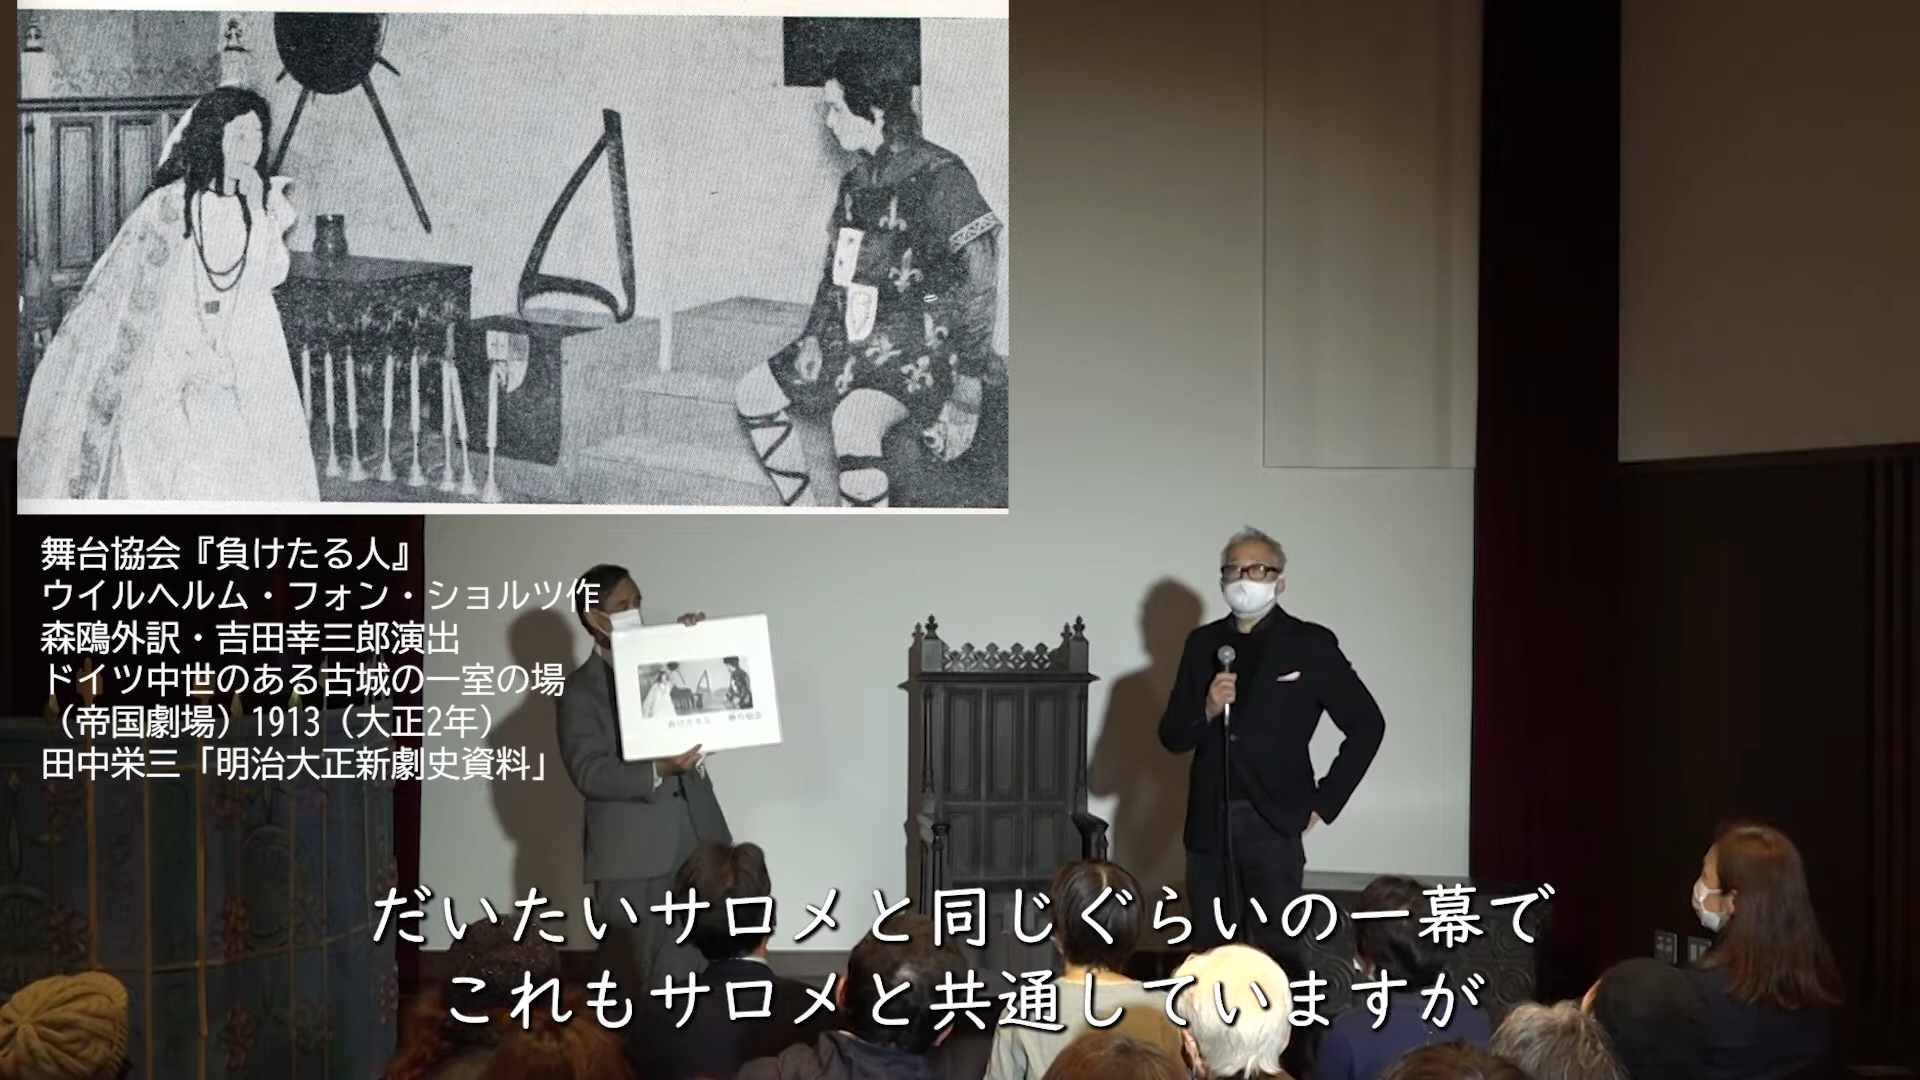 舞台協会『負けたる人』
ウイルヘルム・フォン・ショルツ作
森鴎外訳・吉田幸三郎演出
ドイツ中世のある古城の一室の場
（帝国劇場）1913（大正2年）
田中栄三「明治大正新劇史資料」
だいたいサロメと同じぐらいの一幕で
これもサロメと共通していますが